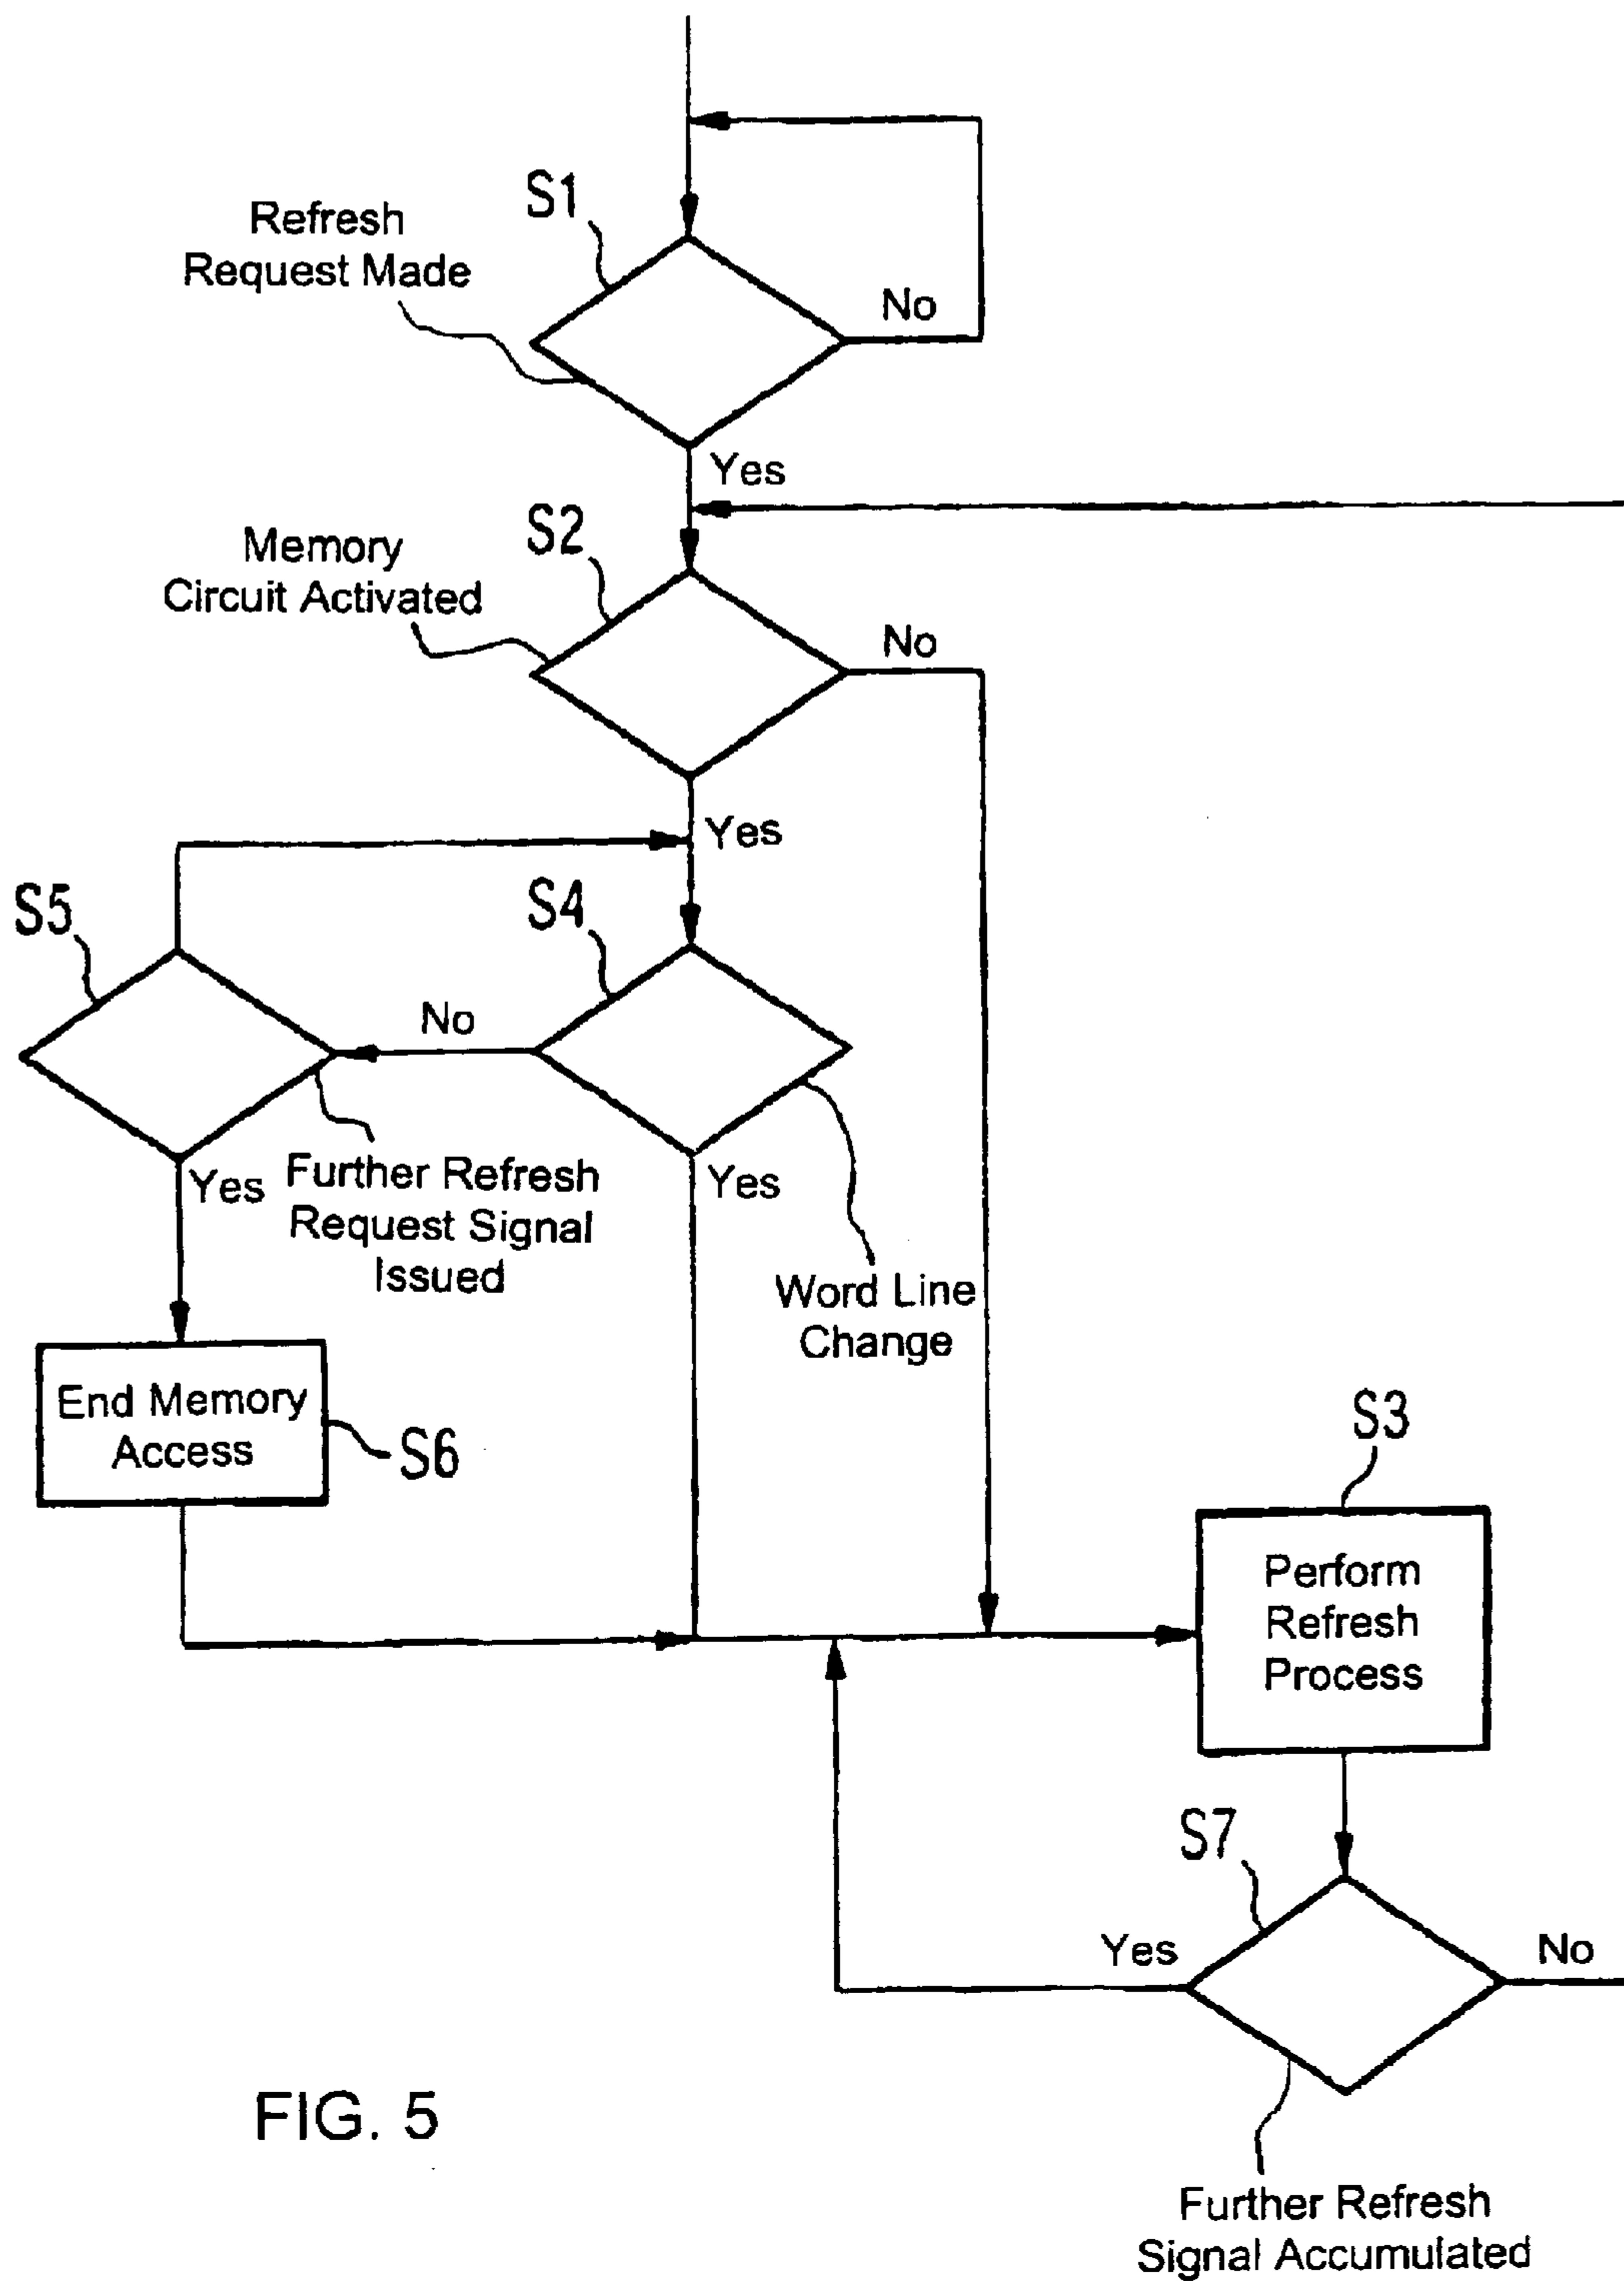 S1
Refresh
Request Made
No
Yes
S2
Memory
Circuit Activated
No
Yes
S5
S4
No
Yes
Further Refresh
Request Signal
Issued
Yes
Word Line
Change
End Memory
Access
S6
S3
Perform
Refresh
Process
S7
Yes
No
FIG. 5
Further Refresh
Signal Accumulated